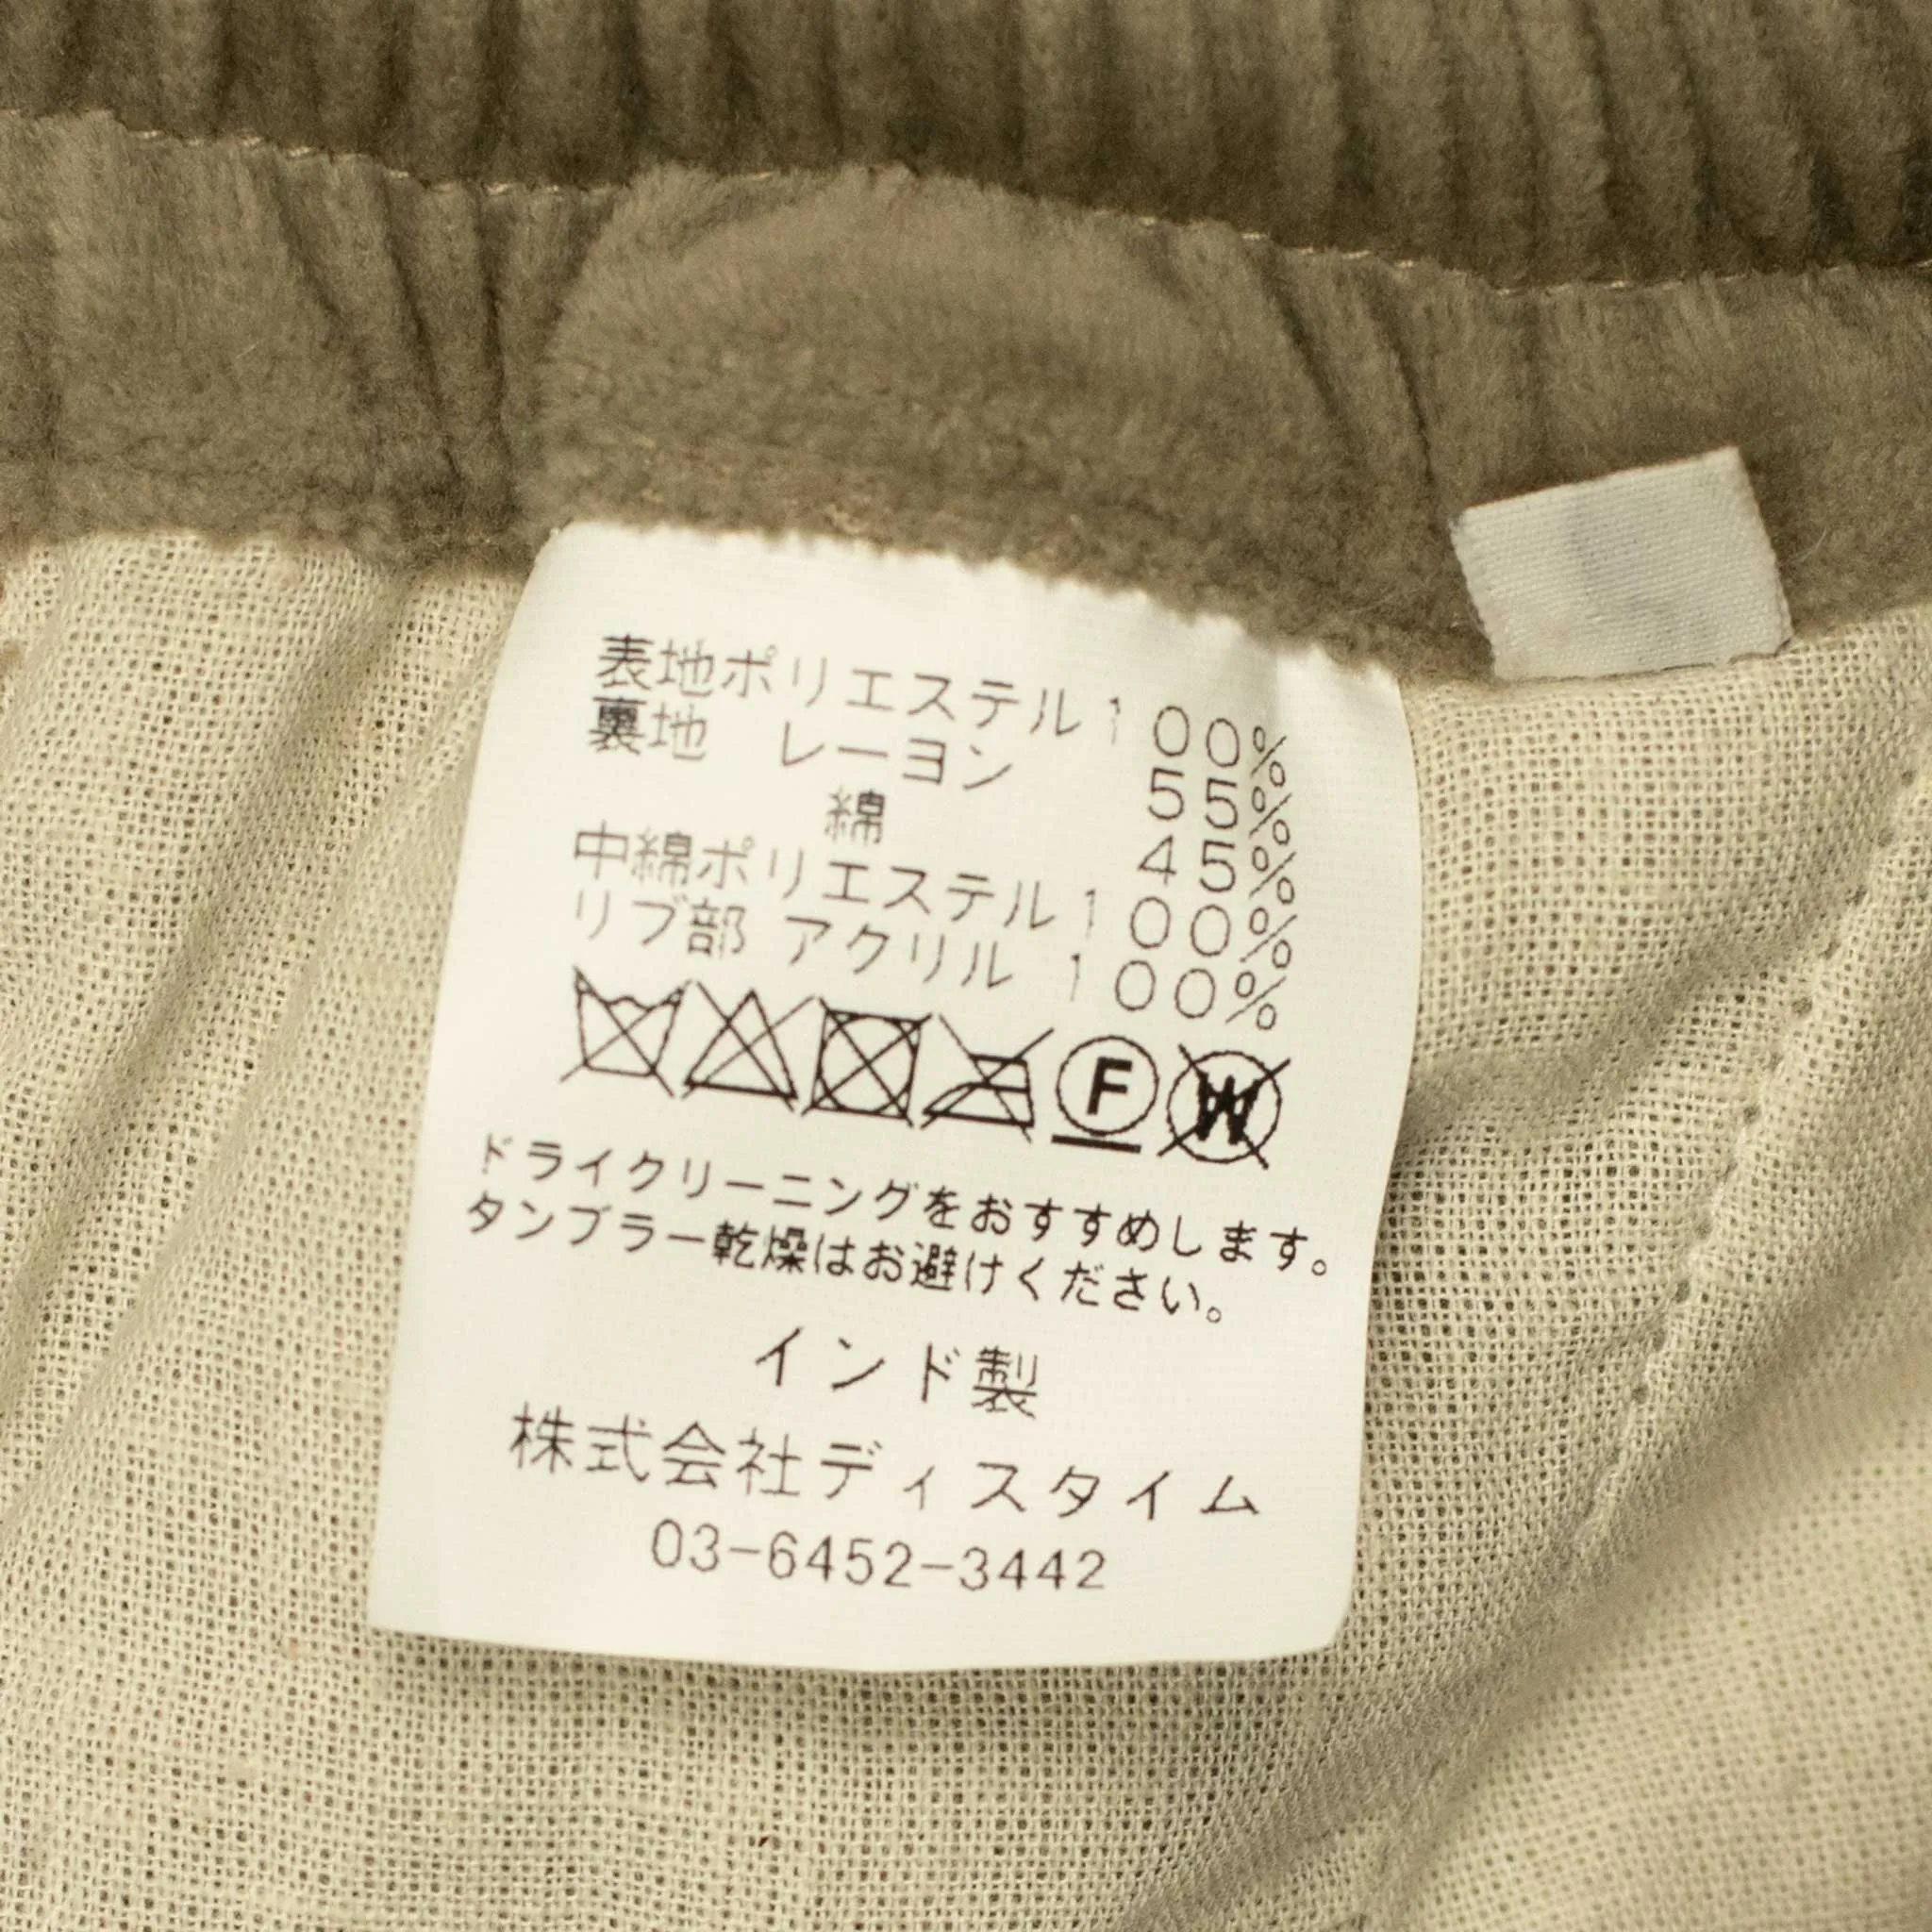 表地ポリエステル100%
裏地 レーヨン 55%
綿 45%
中綿ポリエステル100%
リブ部 アクリル 100%
F W
ドライクリーニングをおすすめします。
タンブラー乾燥はお避けください。
インド製
株式会社ディスタイム
03-6452-3442